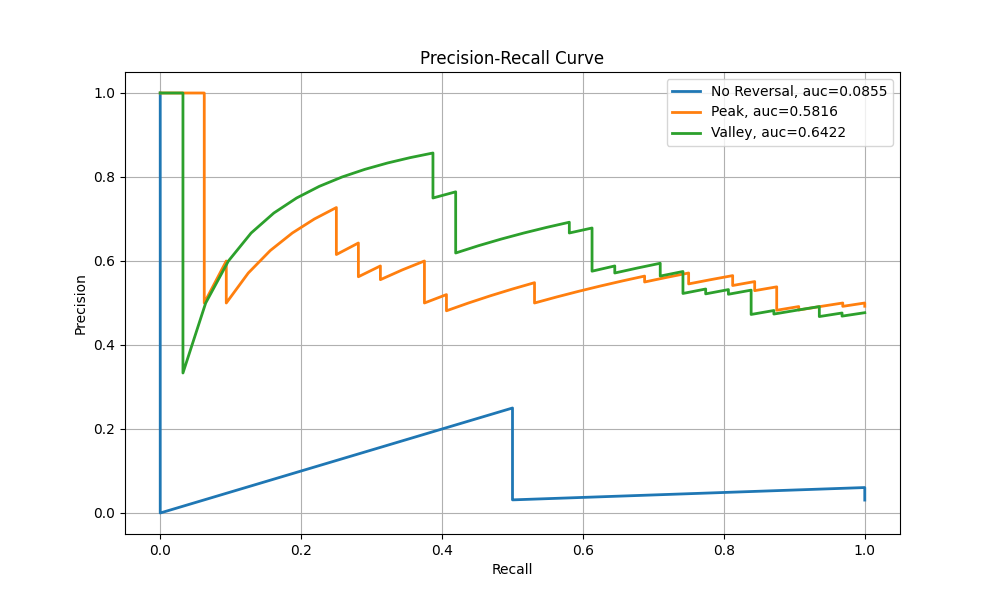 Precision-Recall Curve
No Reversal, auc=0.0855
Peak, auc=0.5816
Valley, auc=0.6422
Precision
1.0
0.8
0.6
0.4
0.2
0.0
0.0 0.2 0.4 0.6 0.8 1.0
Recall